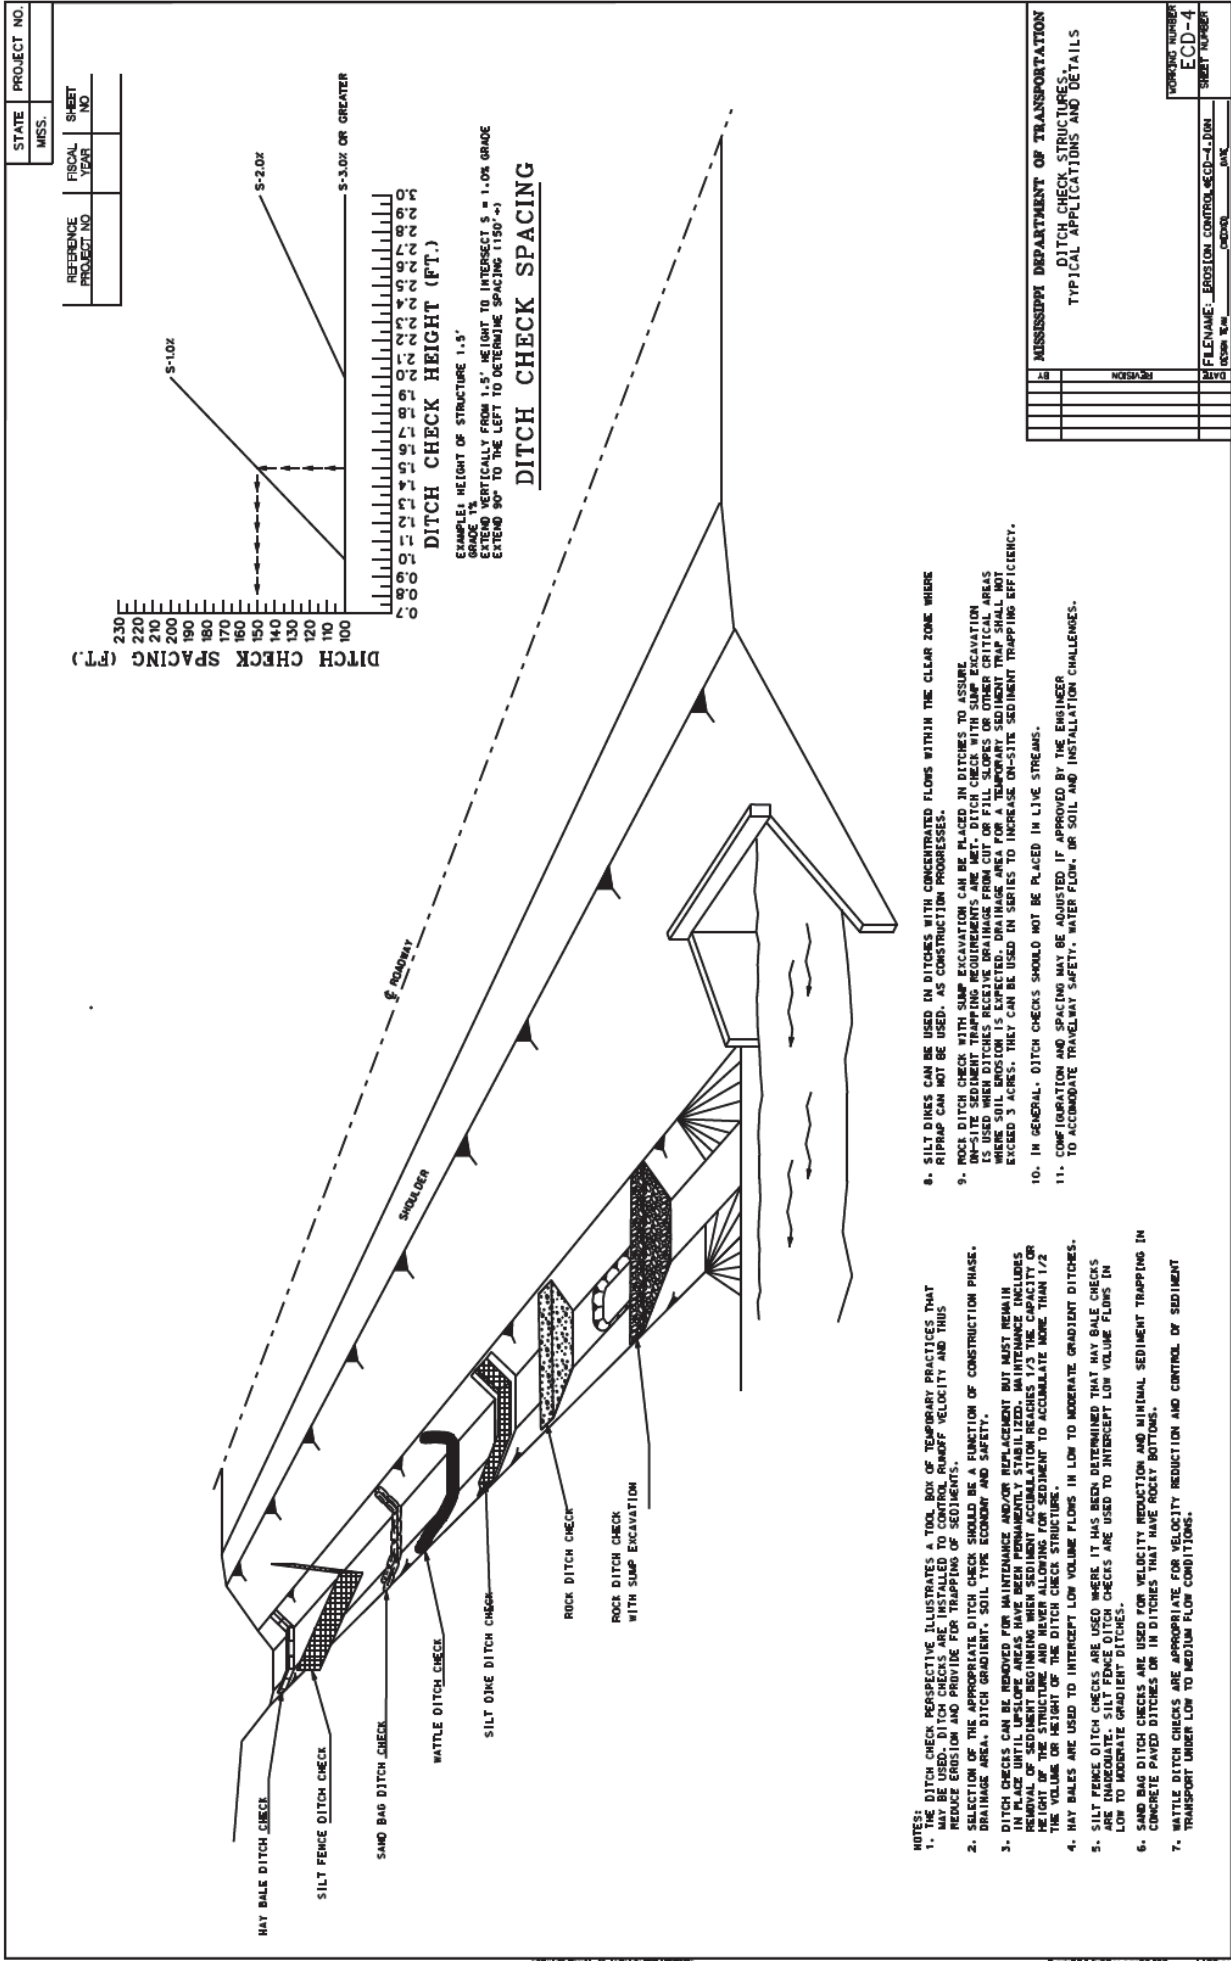 STATE
PROJECT NO.
MISS.
REFERENCE PROJECT NO
FISCAL YEAR
SHEET NO
DITCH CHECK SPACING (FT.)
230
220
210
200
190
180
170
160
150
140
130
120
110
100
S-1.0%
S-2.0%
S-3.0% OR GREATER
0.7 0.8 0.9 1.0 1.1 1.2 1.3 1.4 1.5 1.6 1.7 1.8 1.9 2.0 2.1 2.2 2.3 2.4 2.5 2.6 2.7 2.8 2.9 3.0
DITCH CHECK HEIGHT (FT.)
EXAMPLE: HEIGHT OF STRUCTURE 1.5'
GRADE 1%
EXTEND VERTICALLY FROM 1.5' HEIGHT TO INTERSECT S = 1.0% GRADE
EXTEND 90° TO THE LEFT TO DETERMINE SPACING (150'+)
DITCH CHECK SPACING
℄ ROADWAY
SHOULDER
HAY BALE DITCH CHECK
SILT FENCE DITCH CHECK
SAND BAG DITCH CHECK
WATTLE DITCH CHECK
SILT DIKE DITCH CHECK
ROCK DITCH CHECK
ROCK DITCH CHECK
WITH SUMP EXCAVATION
NOTES:
1. THE DITCH CHECK PERSPECTIVE ILLUSTRATES A TOOL BOX OF TEMPORARY PRACTICES THAT
MAY BE USED. DITCH CHECKS ARE INSTALLED TO CONTROL RUNOFF VELOCITY AND THUS
REDUCE EROSION AND PROVIDE FOR TRAPPING OF SEDIMENTS.
2. SELECTION OF THE APPROPRIATE DITCH CHECK SHOULD BE A FUNCTION OF CONSTRUCTION PHASE,
DRAINAGE AREA, DITCH GRADIENT, SOIL TYPE ECONOMY AND SAFETY.
3. DITCH CHECKS CAN BE REMOVED FOR MAINTENANCE AND/OR REPLACEMENT BUT MUST REMAIN
IN PLACE UNTIL UPSLOPE AREAS HAVE BEEN PERMANENTLY STABILIZED. MAINTENANCE INCLUDES
REMOVAL OF SEDIMENT BEGINNING WHEN SEDIMENT ACCUMULATION REACHES 1/3 THE CAPACITY OR
HEIGHT OF THE STRUCTURE AND NEVER ALLOWING FOR SEDIMENT TO ACCUMULATE MORE THAN 1/2
THE VOLUME OR HEIGHT OF THE DITCH CHECK STRUCTURE.
4. HAY BALES ARE USED TO INTERCEPT LOW VOLUME FLOWS IN LOW TO MODERATE GRADIENT DITCHES.
5. SILT FENCE DITCH CHECKS ARE USED WHERE IT HAS BEEN DETERMINED THAT HAY BALE CHECKS
ARE INADEQUATE. SILT FENCE DITCH CHECKS ARE USED TO INTERCEPT LOW VOLUME FLOWS IN
LOW TO MODERATE GRADIENT DITCHES.
6. SAND BAG DITCH CHECKS ARE USED FOR VELOCITY REDUCTION AND MINIMAL SEDIMENT TRAPPING IN
CONCRETE PAVED DITCHES OR IN DITCHES THAT HAVE ROCKY BOTTOMS.
7. WATTLE DITCH CHECKS ARE APPROPRIATE FOR VELOCITY REDUCTION AND CONTROL OF SEDIMENT
TRANSPORT UNDER LOW TO MEDIUM FLOW CONDITIONS.
8. SILT DIKES CAN BE USED IN DITCHES WITH CONCENTRATED FLOWS WITHIN THE CLEAR ZONE WHERE
RIPRAP CAN NOT BE USED, AS CONSTRUCTION PROGRESSES.
9. ROCK DITCH CHECK WITH SUMP EXCAVATION CAN BE PLACED IN DITCHES TO ASSURE
ON-SITE SEDIMENT TRAPPING REQUIREMENTS ARE MET. DITCH CHECK WITH SUMP EXCAVATION
IS USED WHEN DITCHES RECEIVE DRAINAGE FROM CUT OR FILL SLOPES OR OTHER CRITICAL AREAS
WHERE SOIL EROSION IS EXPECTED. DRAINAGE AREA FOR A TEMPORARY SEDIMENT TRAP SHALL NOT
EXCEED 3 ACRES. THEY CAN BE USED IN SERIES TO INCREASE ON-SITE SEDIMENT TRAPPING EFFICIENCY.
10. IN GENERAL, DITCH CHECKS SHOULD NOT BE PLACED IN LIVE STREAMS.
11. CONFIGURATION AND SPACING MAY BE ADJUSTED IF APPROVED BY THE ENGINEER
TO ACCOMODATE TRAVELWAY SAFETY, WATER FLOW, OR SOIL AND INSTALLATION CHALLENGES.
BY
REVISION
DATE
MISSISSIPPI DEPARTMENT OF TRANSPORTATION
DITCH CHECK STRUCTURES,
TYPICAL APPLICATIONS AND DETAILS
WORKING NUMBER
ECD-4
FILENAME: EROSION CONTROL\ECD-4.DGN
SHEET NUMBER
DESIGN TEAM
CHECKED
DATE